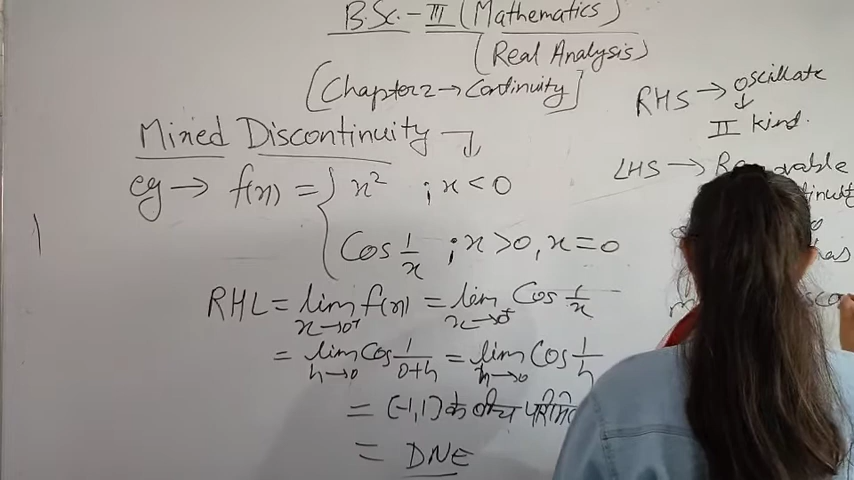 B.Sc. - III (Mathematics)
(Real Analysis)
[Chapter 2 → Continuity]
Mixed Discontinuity
eg → f(x) = { x² ; x < 0
Cos 1/x ; x > 0, x = 0
RHL = lim x→0⁺ f(x) = lim x→0⁺ Cos 1/x
= lim h→0 Cos 1/0+h = lim h→0 Cos 1/h
= (-1,1) के बीच
= DNE
RHS → oscillate
↓
II kind.
LHS →